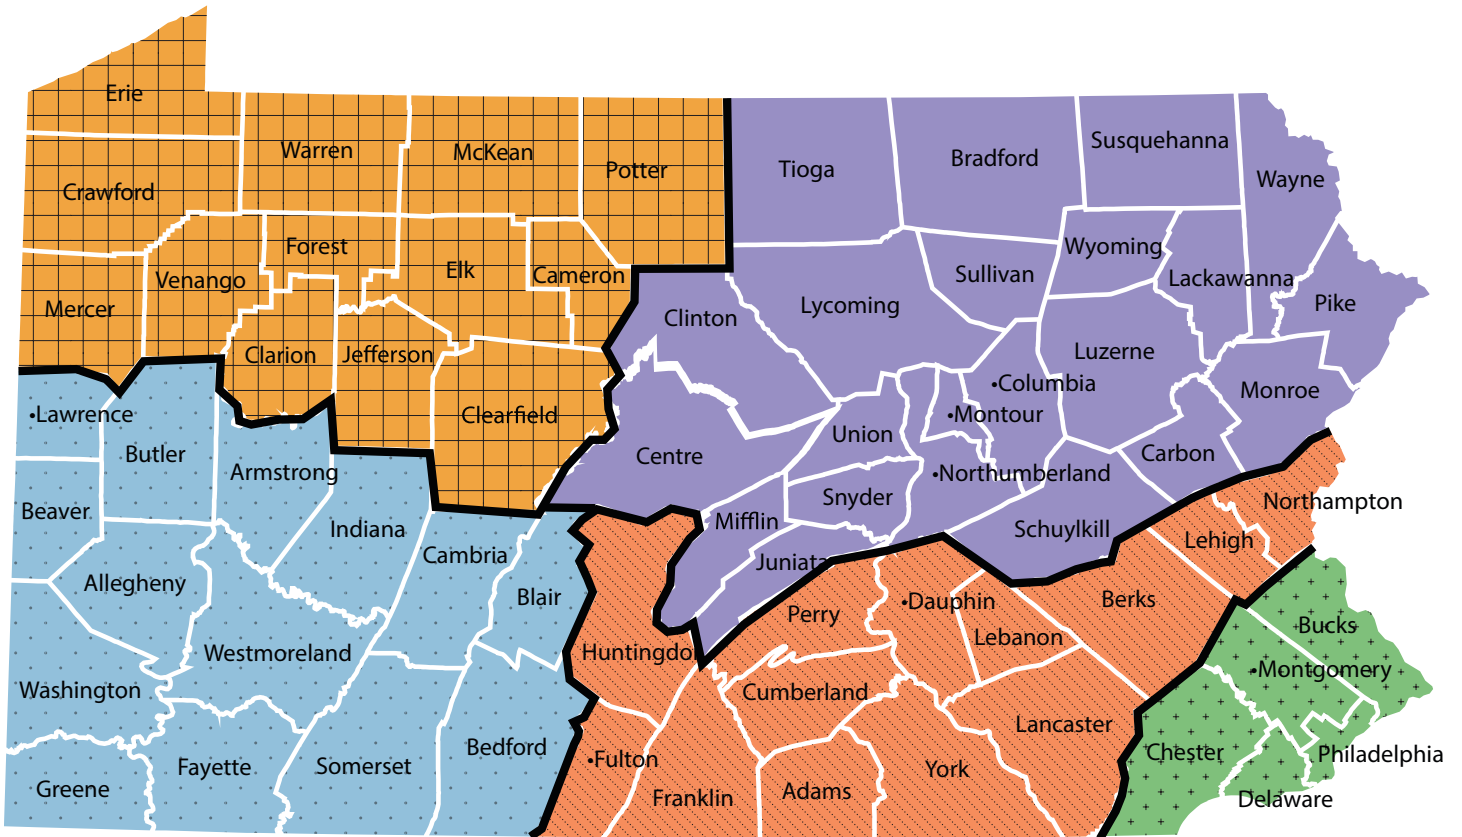 Erie
Warren
McKean
Potter
Tioga
Bradford
Susquehanna
Wayne
Crawford
Forest
Elk
Cameron
Venango
Mercer
Clarion
Jefferson
Clearfield
Clinton
Lycoming
Sullivan
Wyoming
Lackawanna
Pike
Luzerne
•Columbia
•Montour
Monroe
Union
Centre
•Northumberland
Carbon
Snyder
Mifflin
Schuylkill
Juniata
•Lawrence
Butler
Armstrong
Beaver
Indiana
Cambria
Allegheny
Blair
Westmoreland
Washington
Bedford
Fayette
Somerset
Greene
Northampton
Lehigh
Berks
•Dauphin
Perry
Lebanon
Huntingdo
Cumberland
Lancaster
•Fulton
York
Adams
Franklin
Bucks
•Montgomery
Chester
Philadelphia
Delaware